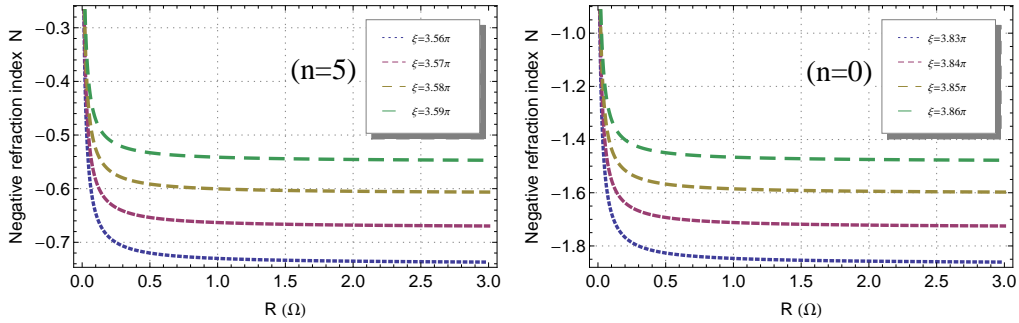 Negative refraction index N
−0.3
−0.4
−0.5
−0.6
−0.7
0.0 0.5 1.0 1.5 2.0 2.5 3.0
R (Ω)
(n=5)
ξ=3.56π
ξ=3.57π
ξ=3.58π
ξ=3.59π
Negative refraction index N
−1.0
−1.2
−1.4
−1.6
−1.8
0.0 0.5 1.0 1.5 2.0 2.5 3.0
R (Ω)
(n=0)
ξ=3.83π
ξ=3.84π
ξ=3.85π
ξ=3.86π